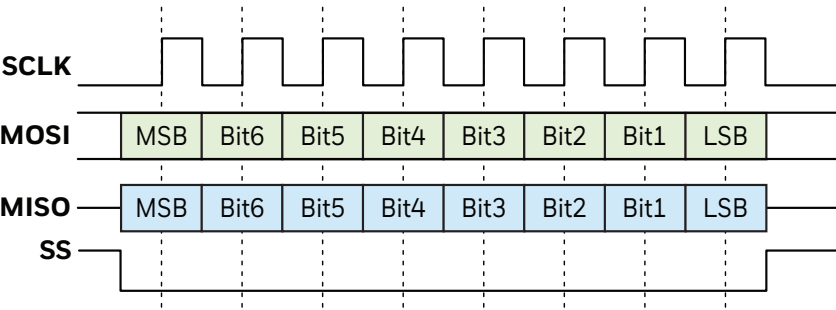 SCLK
MOSI MSB Bit6 Bit5 Bit4 Bit3 Bit2 Bit1 LSB
MISO MSB Bit6 Bit5 Bit4 Bit3 Bit2 Bit1 LSB
SS